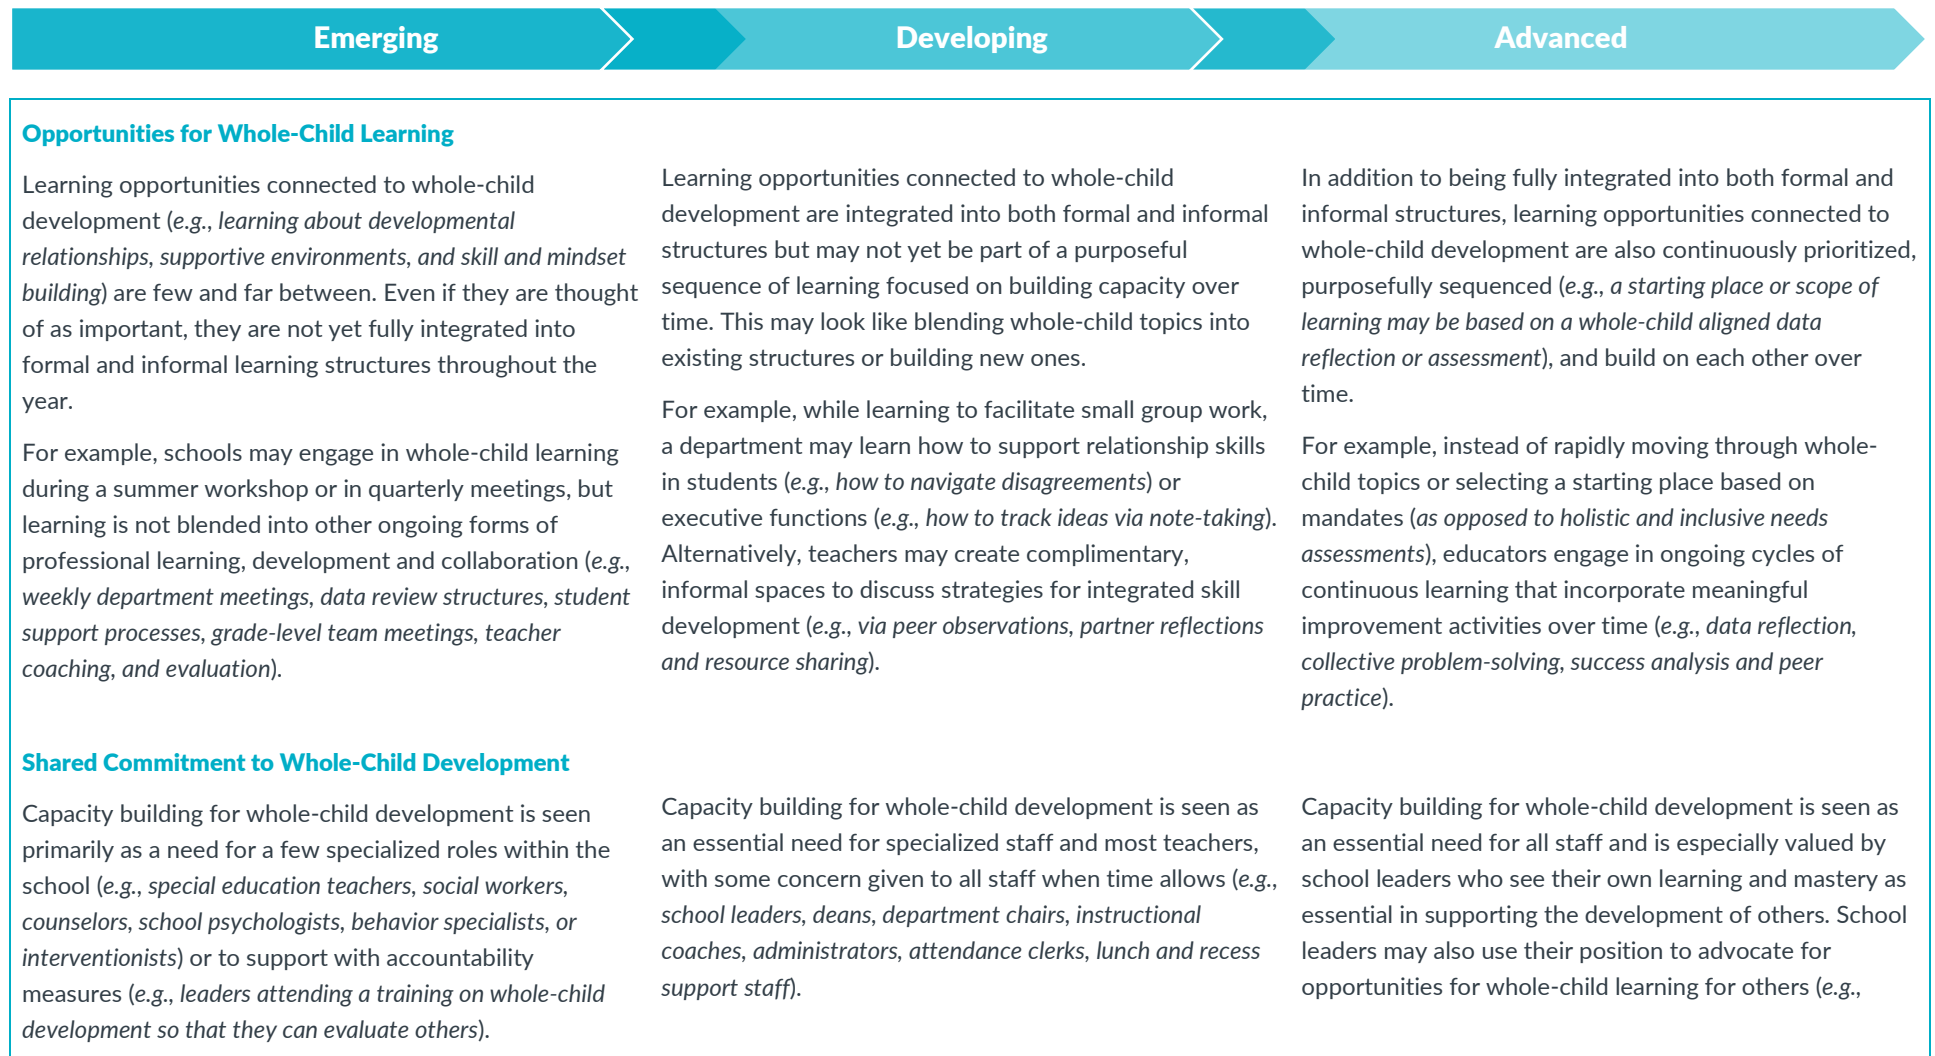 Emerging
Developing
Advanced
Opportunities for Whole-Child Learning
Learning opportunities connected to whole-child
development (e.g., learning about developmental
relationships, supportive environments, and skill and mindset
building) are few and far between. Even if they are thought
of as important, they are not yet fully integrated into
formal and informal learning structures throughout the
year.
For example, schools may engage in whole-child learning
during a summer workshop or in quarterly meetings, but
learning is not blended into other ongoing forms of
professional learning, development and collaboration (e.g.,
weekly department meetings, data review structures, student
support processes, grade-level team meetings, teacher
coaching, and evaluation).
Learning opportunities connected to whole-child
development are integrated into both formal and informal
structures but may not yet be part of a purposeful
sequence of learning focused on building capacity over
time. This may look like blending whole-child topics into
existing structures or building new ones.
For example, while learning to facilitate small group work,
a department may learn how to support relationship skills
in students (e.g., how to navigate disagreements) or
executive functions (e.g., how to track ideas via note-taking).
Alternatively, teachers may create complimentary,
informal spaces to discuss strategies for integrated skill
development (e.g., via peer observations, partner reflections
and resource sharing).
In addition to being fully integrated into both formal and
informal structures, learning opportunities connected to
whole-child development are also continuously prioritized,
purposefully sequenced (e.g., a starting place or scope of
learning may be based on a whole-child aligned data
reflection or assessment), and build on each other over
time.
For example, instead of rapidly moving through whole-
child topics or selecting a starting place based on
mandates (as opposed to holistic and inclusive needs
assessments), educators engage in ongoing cycles of
continuous learning that incorporate meaningful
improvement activities over time (e.g., data reflection,
collective problem-solving, success analysis and peer
practice).
Shared Commitment to Whole-Child Development
Capacity building for whole-child development is seen
primarily as a need for a few specialized roles within the
school (e.g., special education teachers, social workers,
counselors, school psychologists, behavior specialists, or
interventionists) or to support with accountability
measures (e.g., leaders attending a training on whole-child
development so that they can evaluate others).
Capacity building for whole-child development is seen as
an essential need for specialized staff and most teachers,
with some concern given to all staff when time allows (e.g.,
school leaders, deans, department chairs, instructional
coaches, administrators, attendance clerks, lunch and recess
support staff).
Capacity building for whole-child development is seen as
an essential need for all staff and is especially valued by
school leaders who see their own learning and mastery as
essential in supporting the development of others. School
leaders may also use their position to advocate for
opportunities for whole-child learning for others (e.g.,